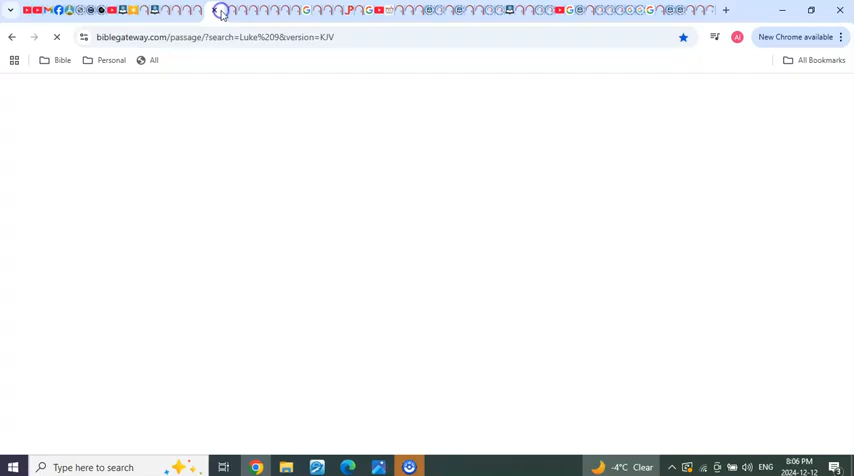 biblegateway.com/passage/?search=Luke%209&version=KJV
New Chrome available
Bible
Personal
All
All Bookmarks
Type here to search
-4°C Clear
ENG
8:06 PM
2024-12-12